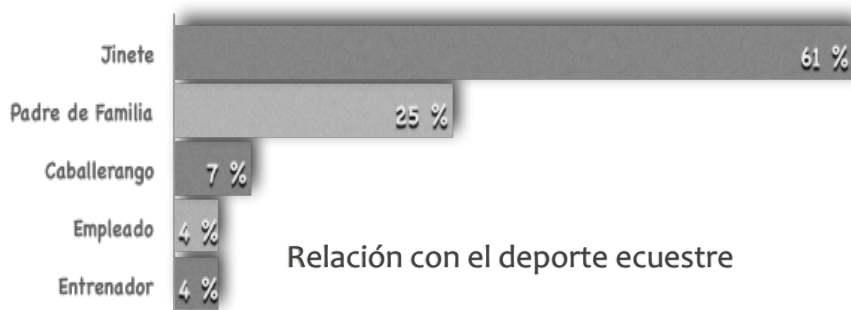 Jinete 61 %
Padre de Familia 25 %
Caballerango 7 %
Empleado 4 %
Entrenador 4 %
Relación con el deporte ecuestre